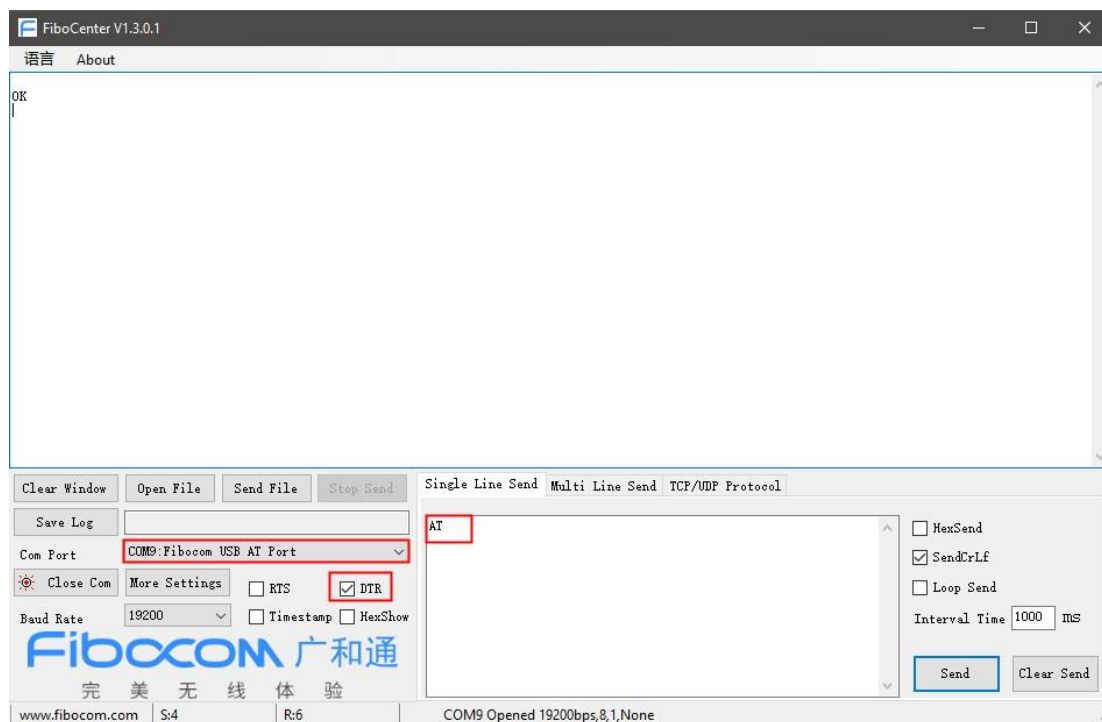 FiboCenter V1.3.0.1
语言 About
OK
Clear Window Open File Send File Stop Send
Single Line Send Multi Line Send TCP/UDP Protocol
Save Log
AT
HexSend
Com Port COM9:Fibocom USB AT Port
SendCrLf
Close Com More Settings RTS DTR
Loop Send
Baud Rate 19200 Timestamp HexShow
Interval Time 1000 ms
Fibocom 广和通
完美无线体验
Send Clear Send
www.fibocom.com S:4 R:6 COM9 Opened 19200bps,8,1,None